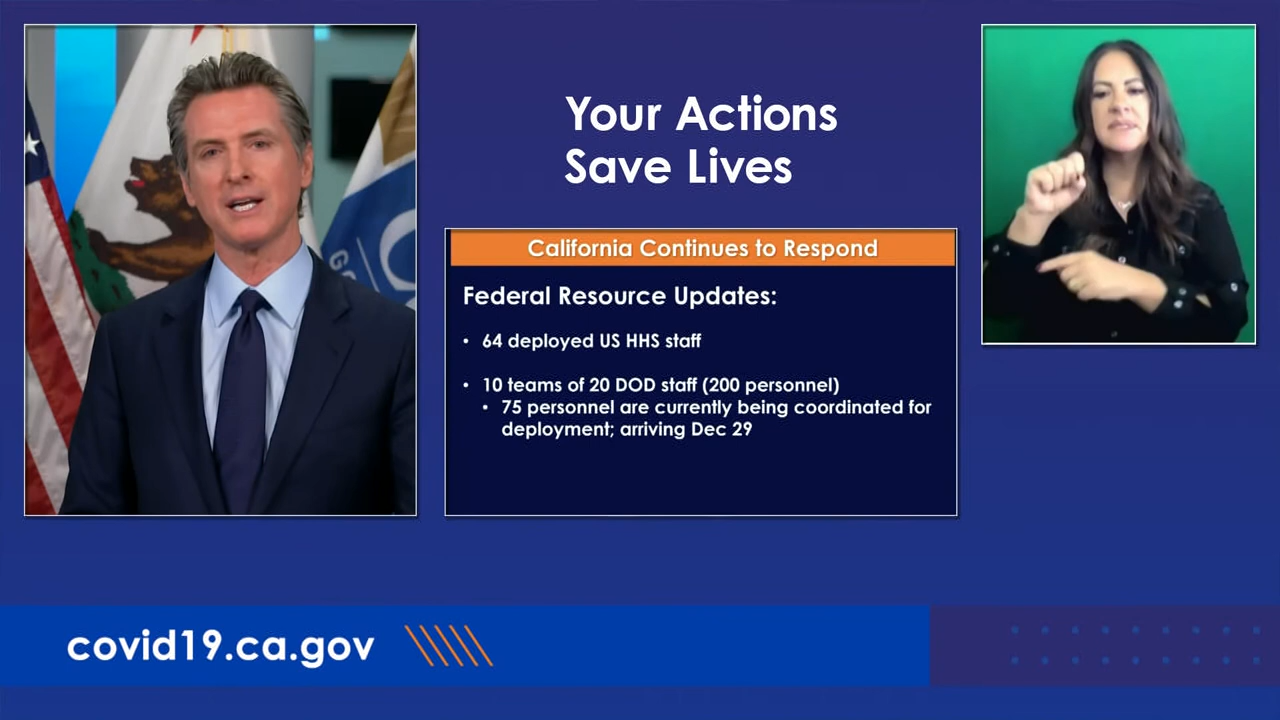 Your Actions
Save Lives
California Continues to Respond
Federal Resource Updates:
• 64 deployed US HHS staff
• 10 teams of 20 DOD staff (200 personnel)
• 75 personnel are currently being coordinated for
deployment; arriving Dec 29
covid19.ca.gov